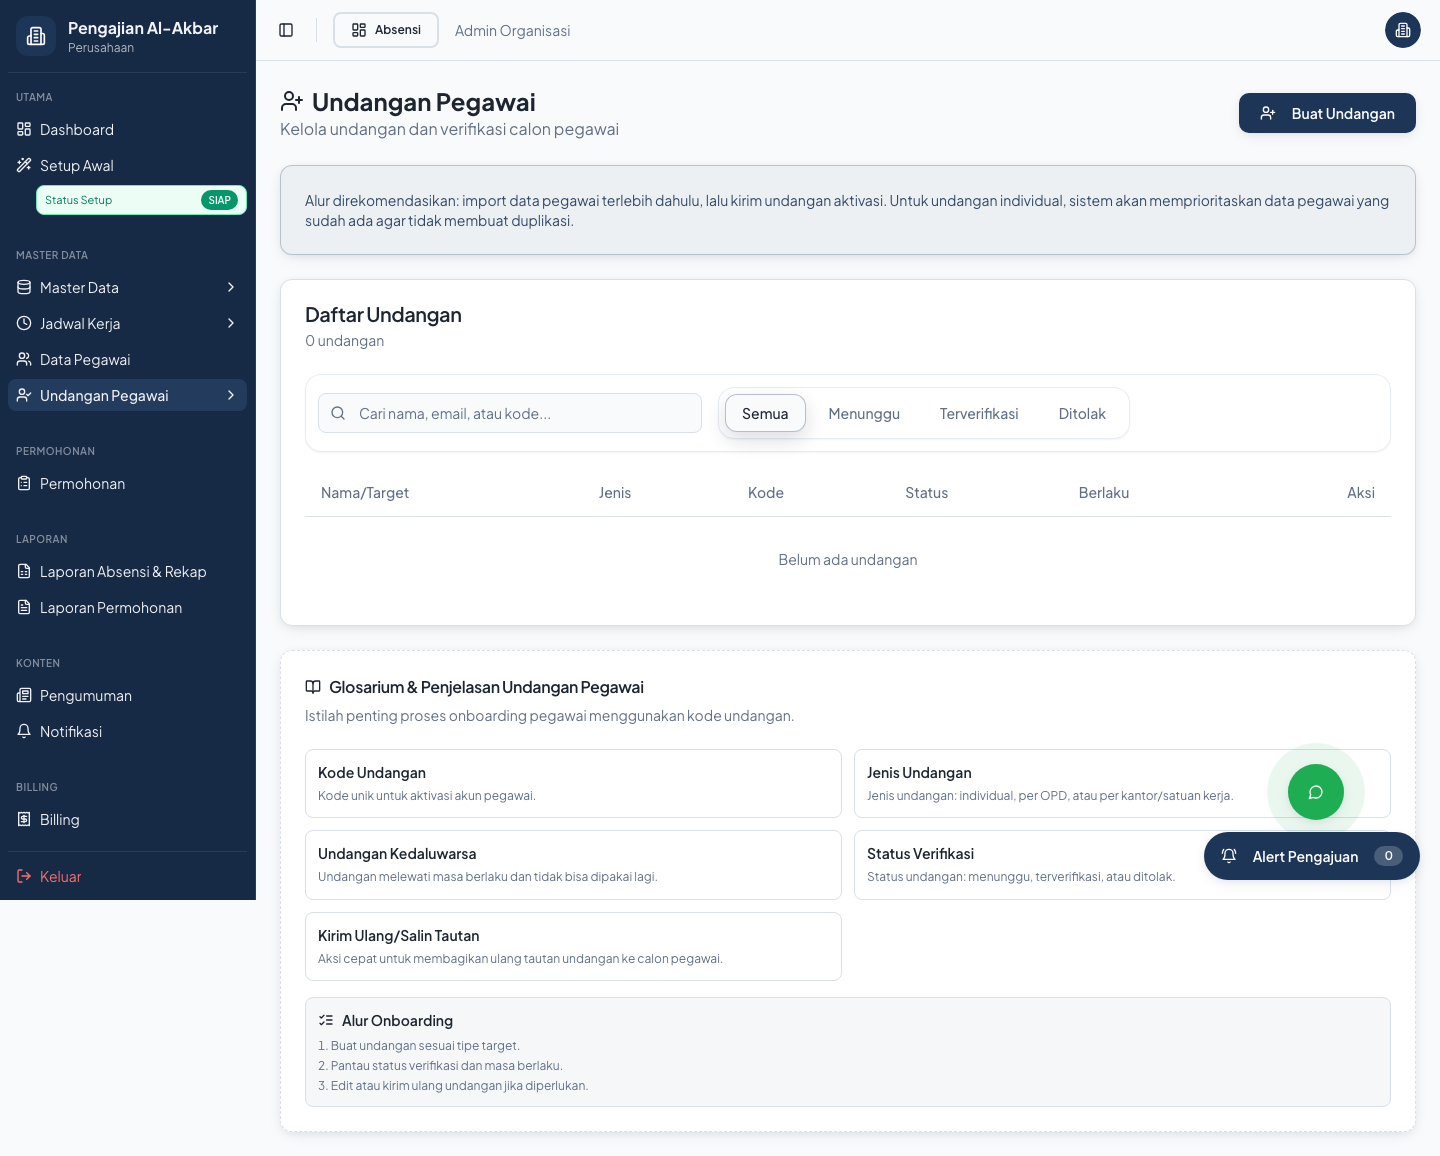 Pengajian Al-Akbar
Perusahaan
UTAMA
Dashboard
Setup Awal
Status Setup SIAP
MASTER DATA
Master Data
Jadwal Kerja
Data Pegawai
Undangan Pegawai
PERMOHONAN
Permohonan
LAPORAN
Laporan Absensi & Rekap
Laporan Permohonan
KONTEN
Pengumuman
Notifikasi
BILLING
Billing
Keluar
Absensi Admin Organisasi
Undangan Pegawai
Kelola undangan dan verifikasi calon pegawai
Buat Undangan
Alur direkomendasikan: import data pegawai terlebih dahulu, lalu kirim undangan aktivasi. Untuk undangan individual, sistem akan memprioritaskan data pegawai yang
sudah ada agar tidak membuat duplikasi.
Daftar Undangan
0 undangan
Cari nama, email, atau kode... Semua Menunggu Terverifikasi Ditolak
Nama/Target Jenis Kode Status Berlaku Aksi
Belum ada undangan
Glosarium & Penjelasan Undangan Pegawai
Istilah penting proses onboarding pegawai menggunakan kode undangan.
Kode Undangan
Kode unik untuk aktivasi akun pegawai.
Jenis Undangan
Jenis undangan: individual, per OPD, atau per kantor/satuan kerja.
Undangan Kedaluwarsa
Undangan melewati masa berlaku dan tidak bisa dipakai lagi.
Status Verifikasi
Status undangan: menunggu, terverifikasi, atau ditolak.
Alert Pengajuan 0
Kirim Ulang/Salin Tautan
Aksi cepat untuk membagikan ulang tautan undangan ke calon pegawai.
Alur Onboarding
1. Buat undangan sesuai tipe target.
2. Pantau status verifikasi dan masa berlaku.
3. Edit atau kirim ulang undangan jika diperlukan.